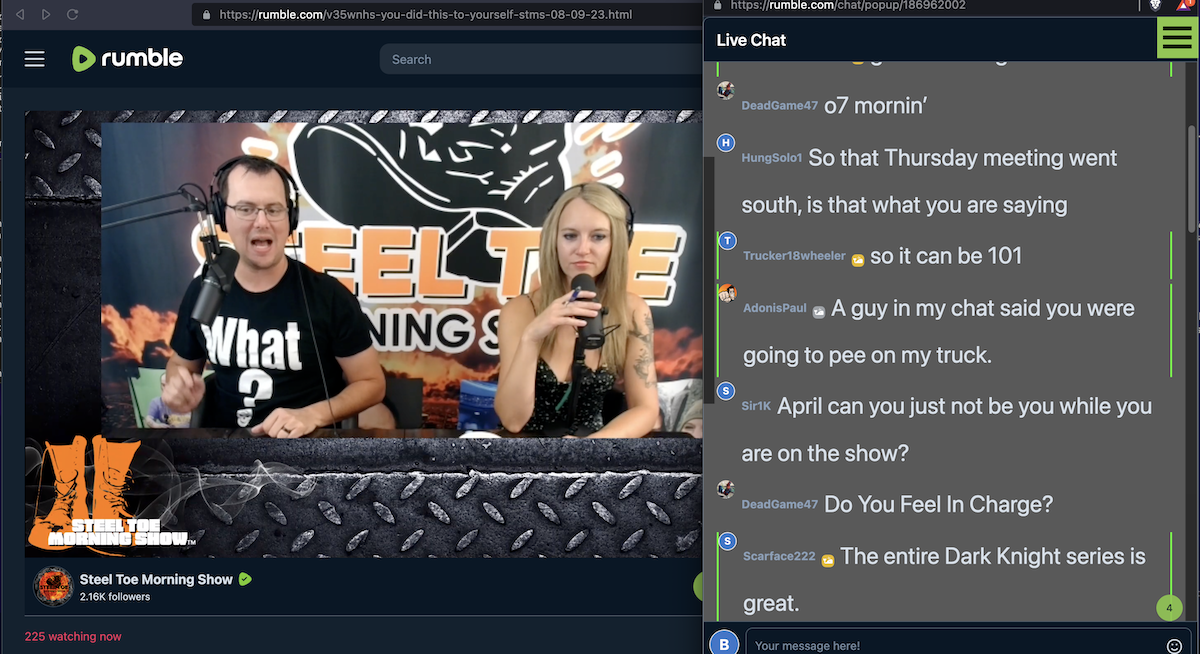 https://rumble.com/v35wnhs-you-did-this-to-yourself-stms-08-09-23.html
rumble
Search
STEEL TOE
NING S
What
?
STEEL TOE
MORNING SHOW™
Steel Toe Morning Show
2.16K followers
225 watching now
https://rumble.com/chat/popup/186962002
Live Chat
DeadGame47 o7 mornin'
H
HungSolo1 So that Thursday meeting went
south, is that what you are saying
T
Trucker18wheeler so it can be 101
AdonisPaul A guy in my chat said you were
going to pee on my truck.
S
Sir1K April can you just not be you while you
are on the show?
DeadGame47 Do You Feel In Charge?
S
Scarface222 The entire Dark Knight series is
great.
4
B
Your message here!